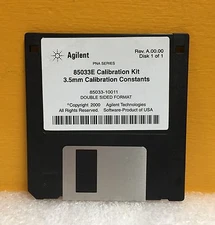 Agilent
Rev. A.00.00
Disk 1 of 1
PNA SERIES
85033E Calibration Kit
3.5mm Calibration Constants
85033-10011
DOUBLE SIDED FORMAT
©Copyright 2000 Agilent Technologies
All Rights Reserved. Software-Product of USA